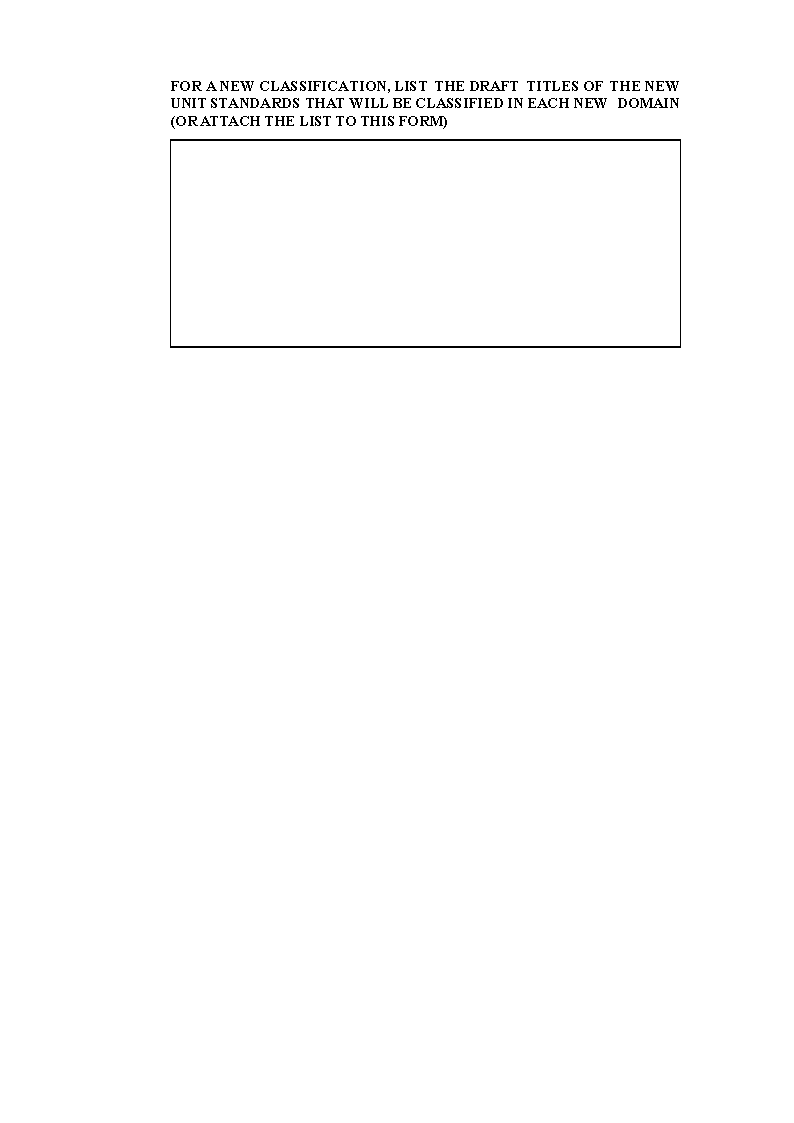 FOR A NEW CLASSIFICATION, LIST THE DRAFT TITLES OF THE NEW
UNIT STANDARDS THAT WILL BE CLASSIFIED IN EACH NEW DOMAIN
(OR ATTACH THE LIST TO THIS FORM)